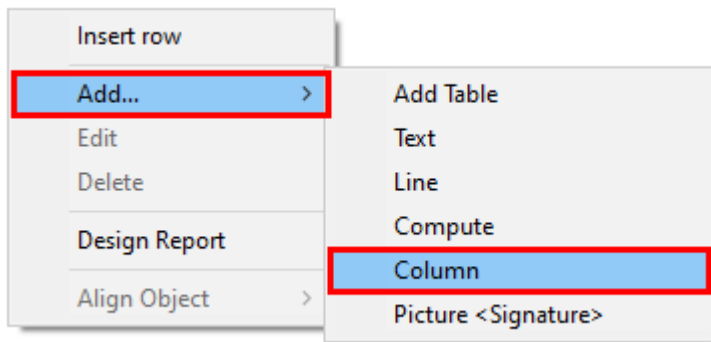 Insert row
Add... >
Edit
Delete
Design Report
Align Object >
Add Table
Text
Line
Compute
Column
Picture <Signature>